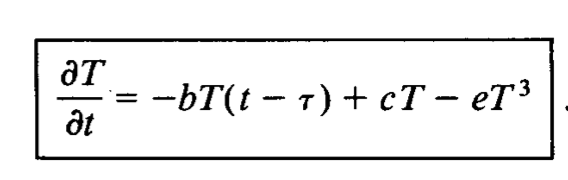 ∂T/∂t = −bT(t − τ) + cT − eT³ .